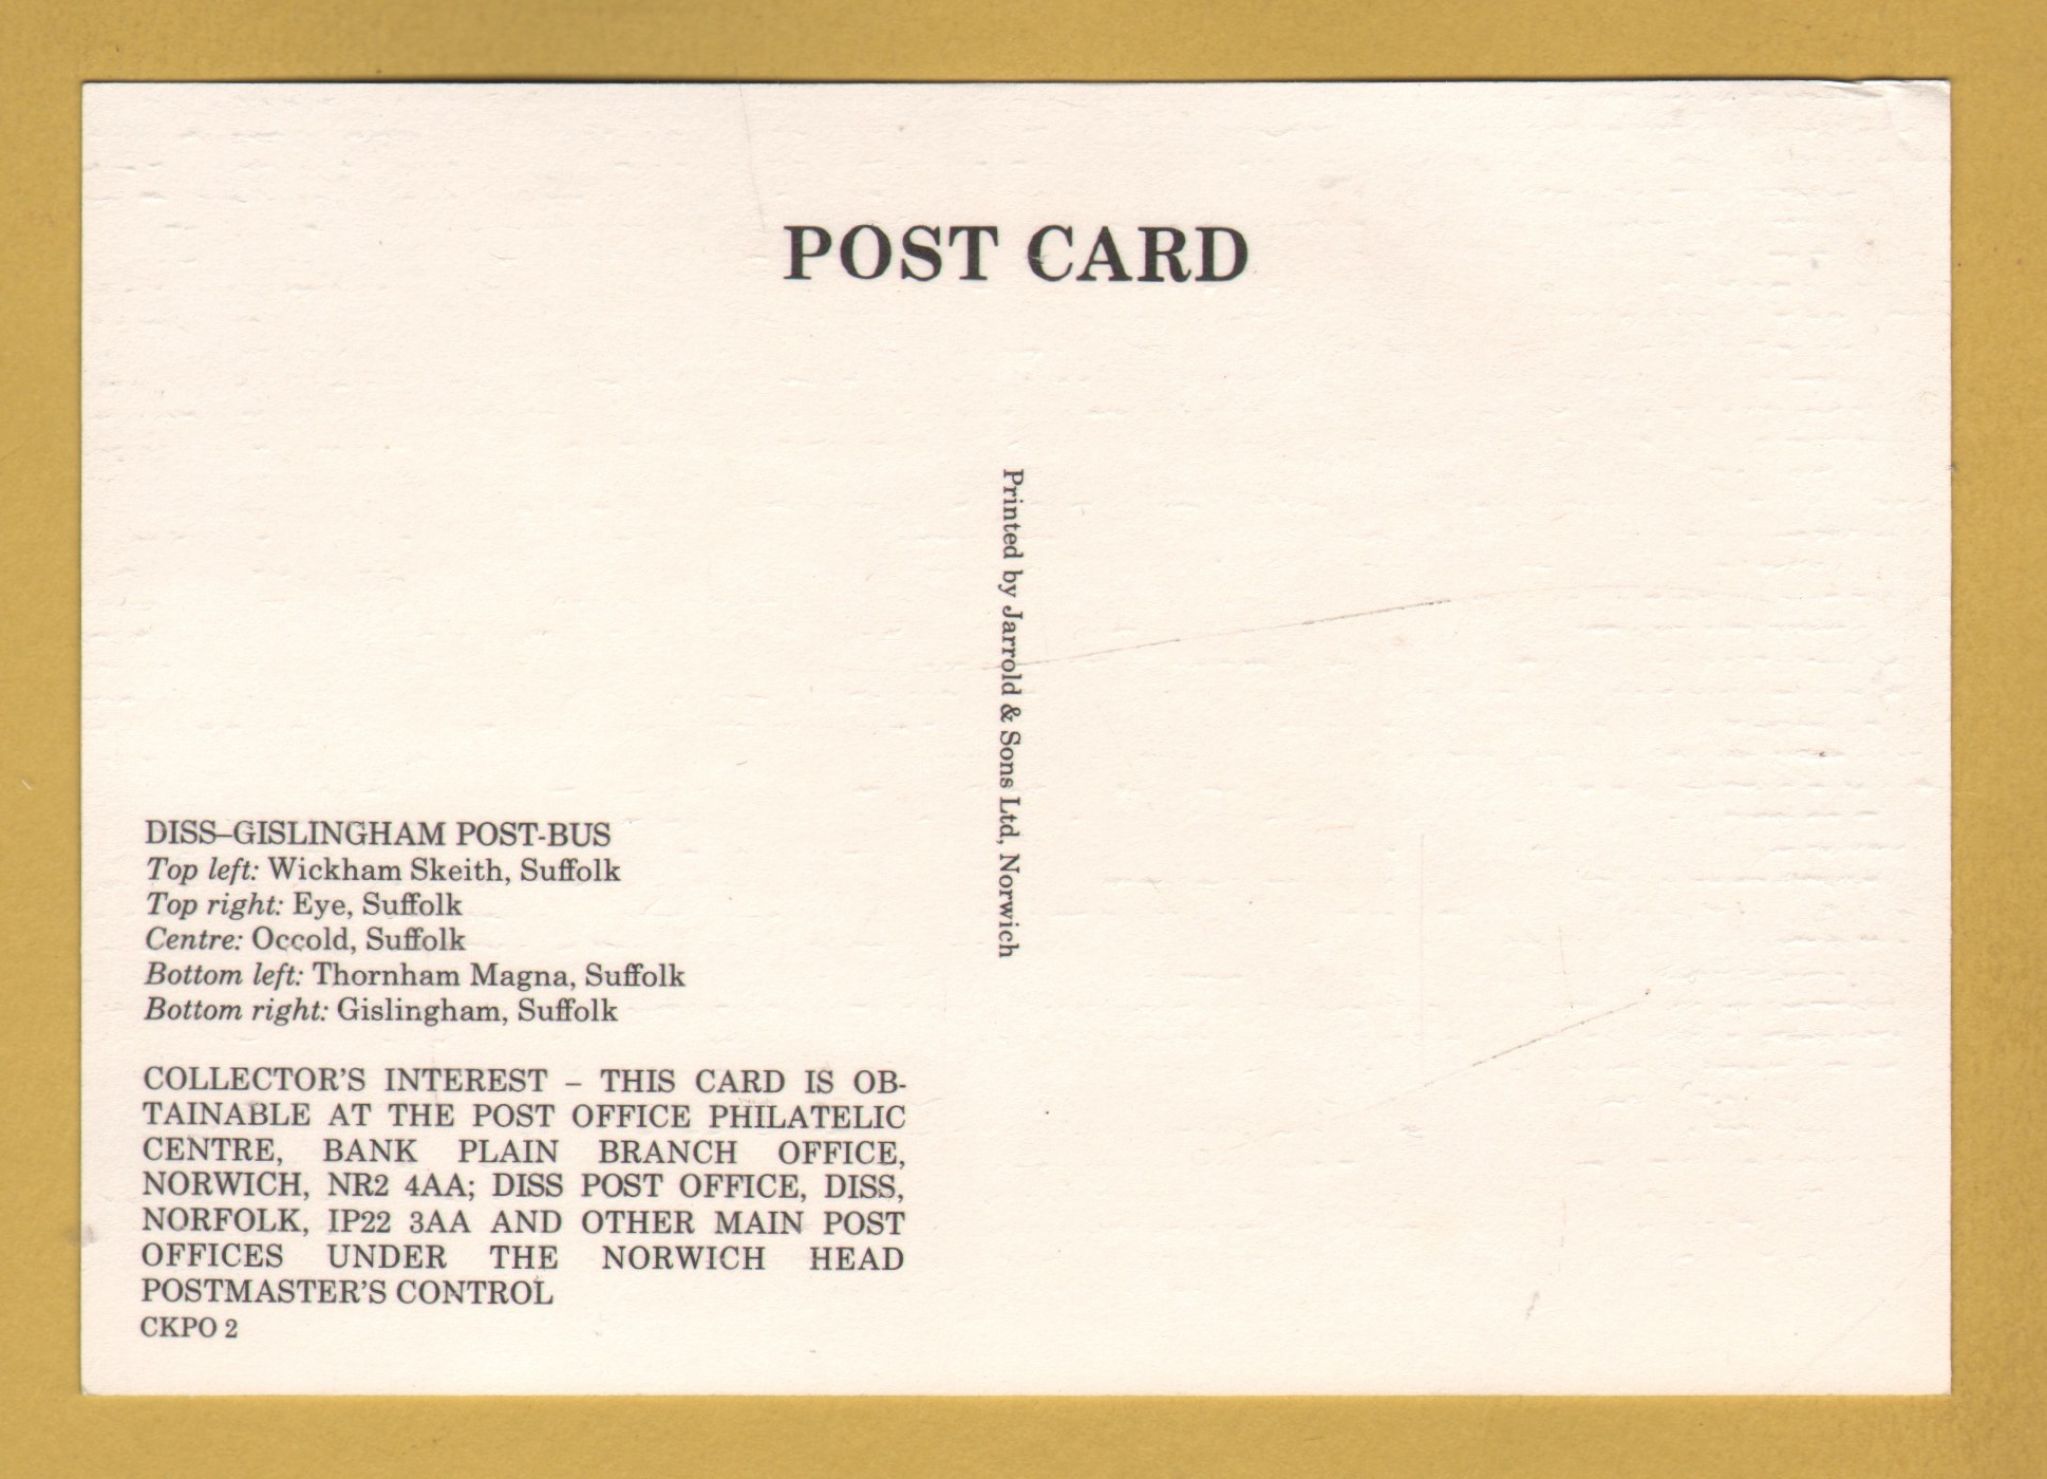 POST CARD
Printed by Jarrold & Sons Ltd, Norwich
DISS–GISLINGHAM POST-BUS
Top left: Wickham Skeith, Suffolk
Top right: Eye, Suffolk
Centre: Occold, Suffolk
Bottom left: Thornham Magna, Suffolk
Bottom right: Gislingham, Suffolk
COLLECTOR'S INTEREST – THIS CARD IS OB-
TAINABLE AT THE POST OFFICE PHILATELIC
CENTRE, BANK PLAIN BRANCH OFFICE,
NORWICH, NR2 4AA; DISS POST OFFICE, DISS,
NORFOLK, IP22 3AA AND OTHER MAIN POST
OFFICES UNDER THE NORWICH HEAD
POSTMASTER'S CONTROL
CKPO 2